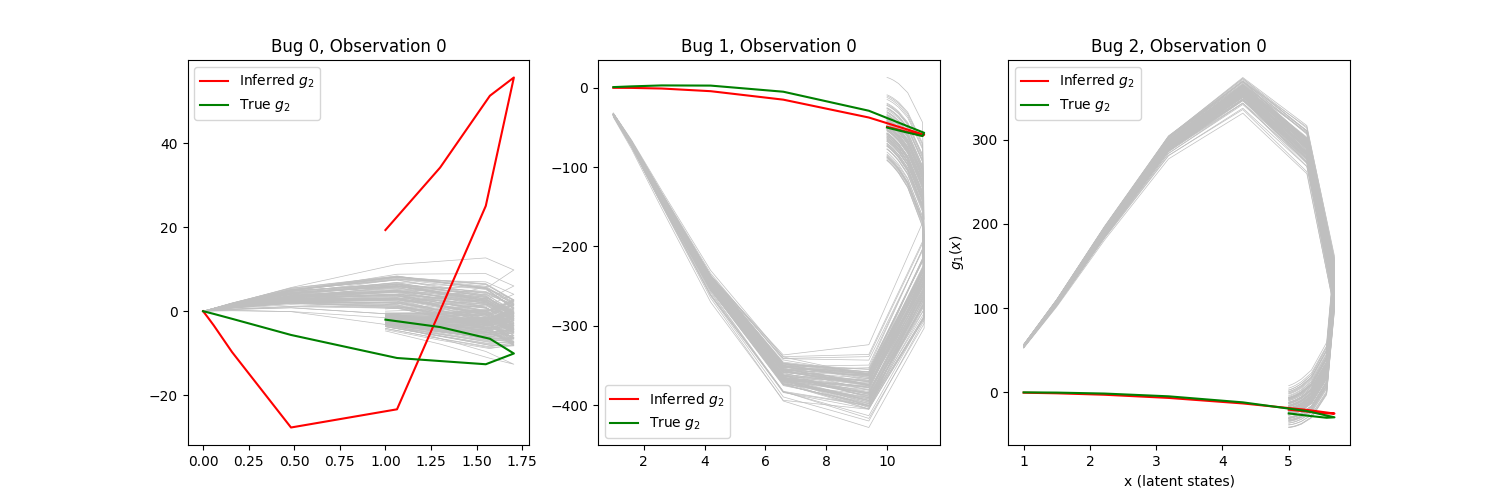 Bug 0, Observation 0
Inferred g₂
True g₂
40
20
0
−20
0.00 0.25 0.50 0.75 1.00 1.25 1.50 1.75
Bug 1, Observation 0
0
−100
−200
−300
−400
Inferred g₂
True g₂
2 4 6 8 10
Bug 2, Observation 0
Inferred g₂
True g₂
300
200
100
0
g₁(x)
1 2 3 4 5
x (latent states)